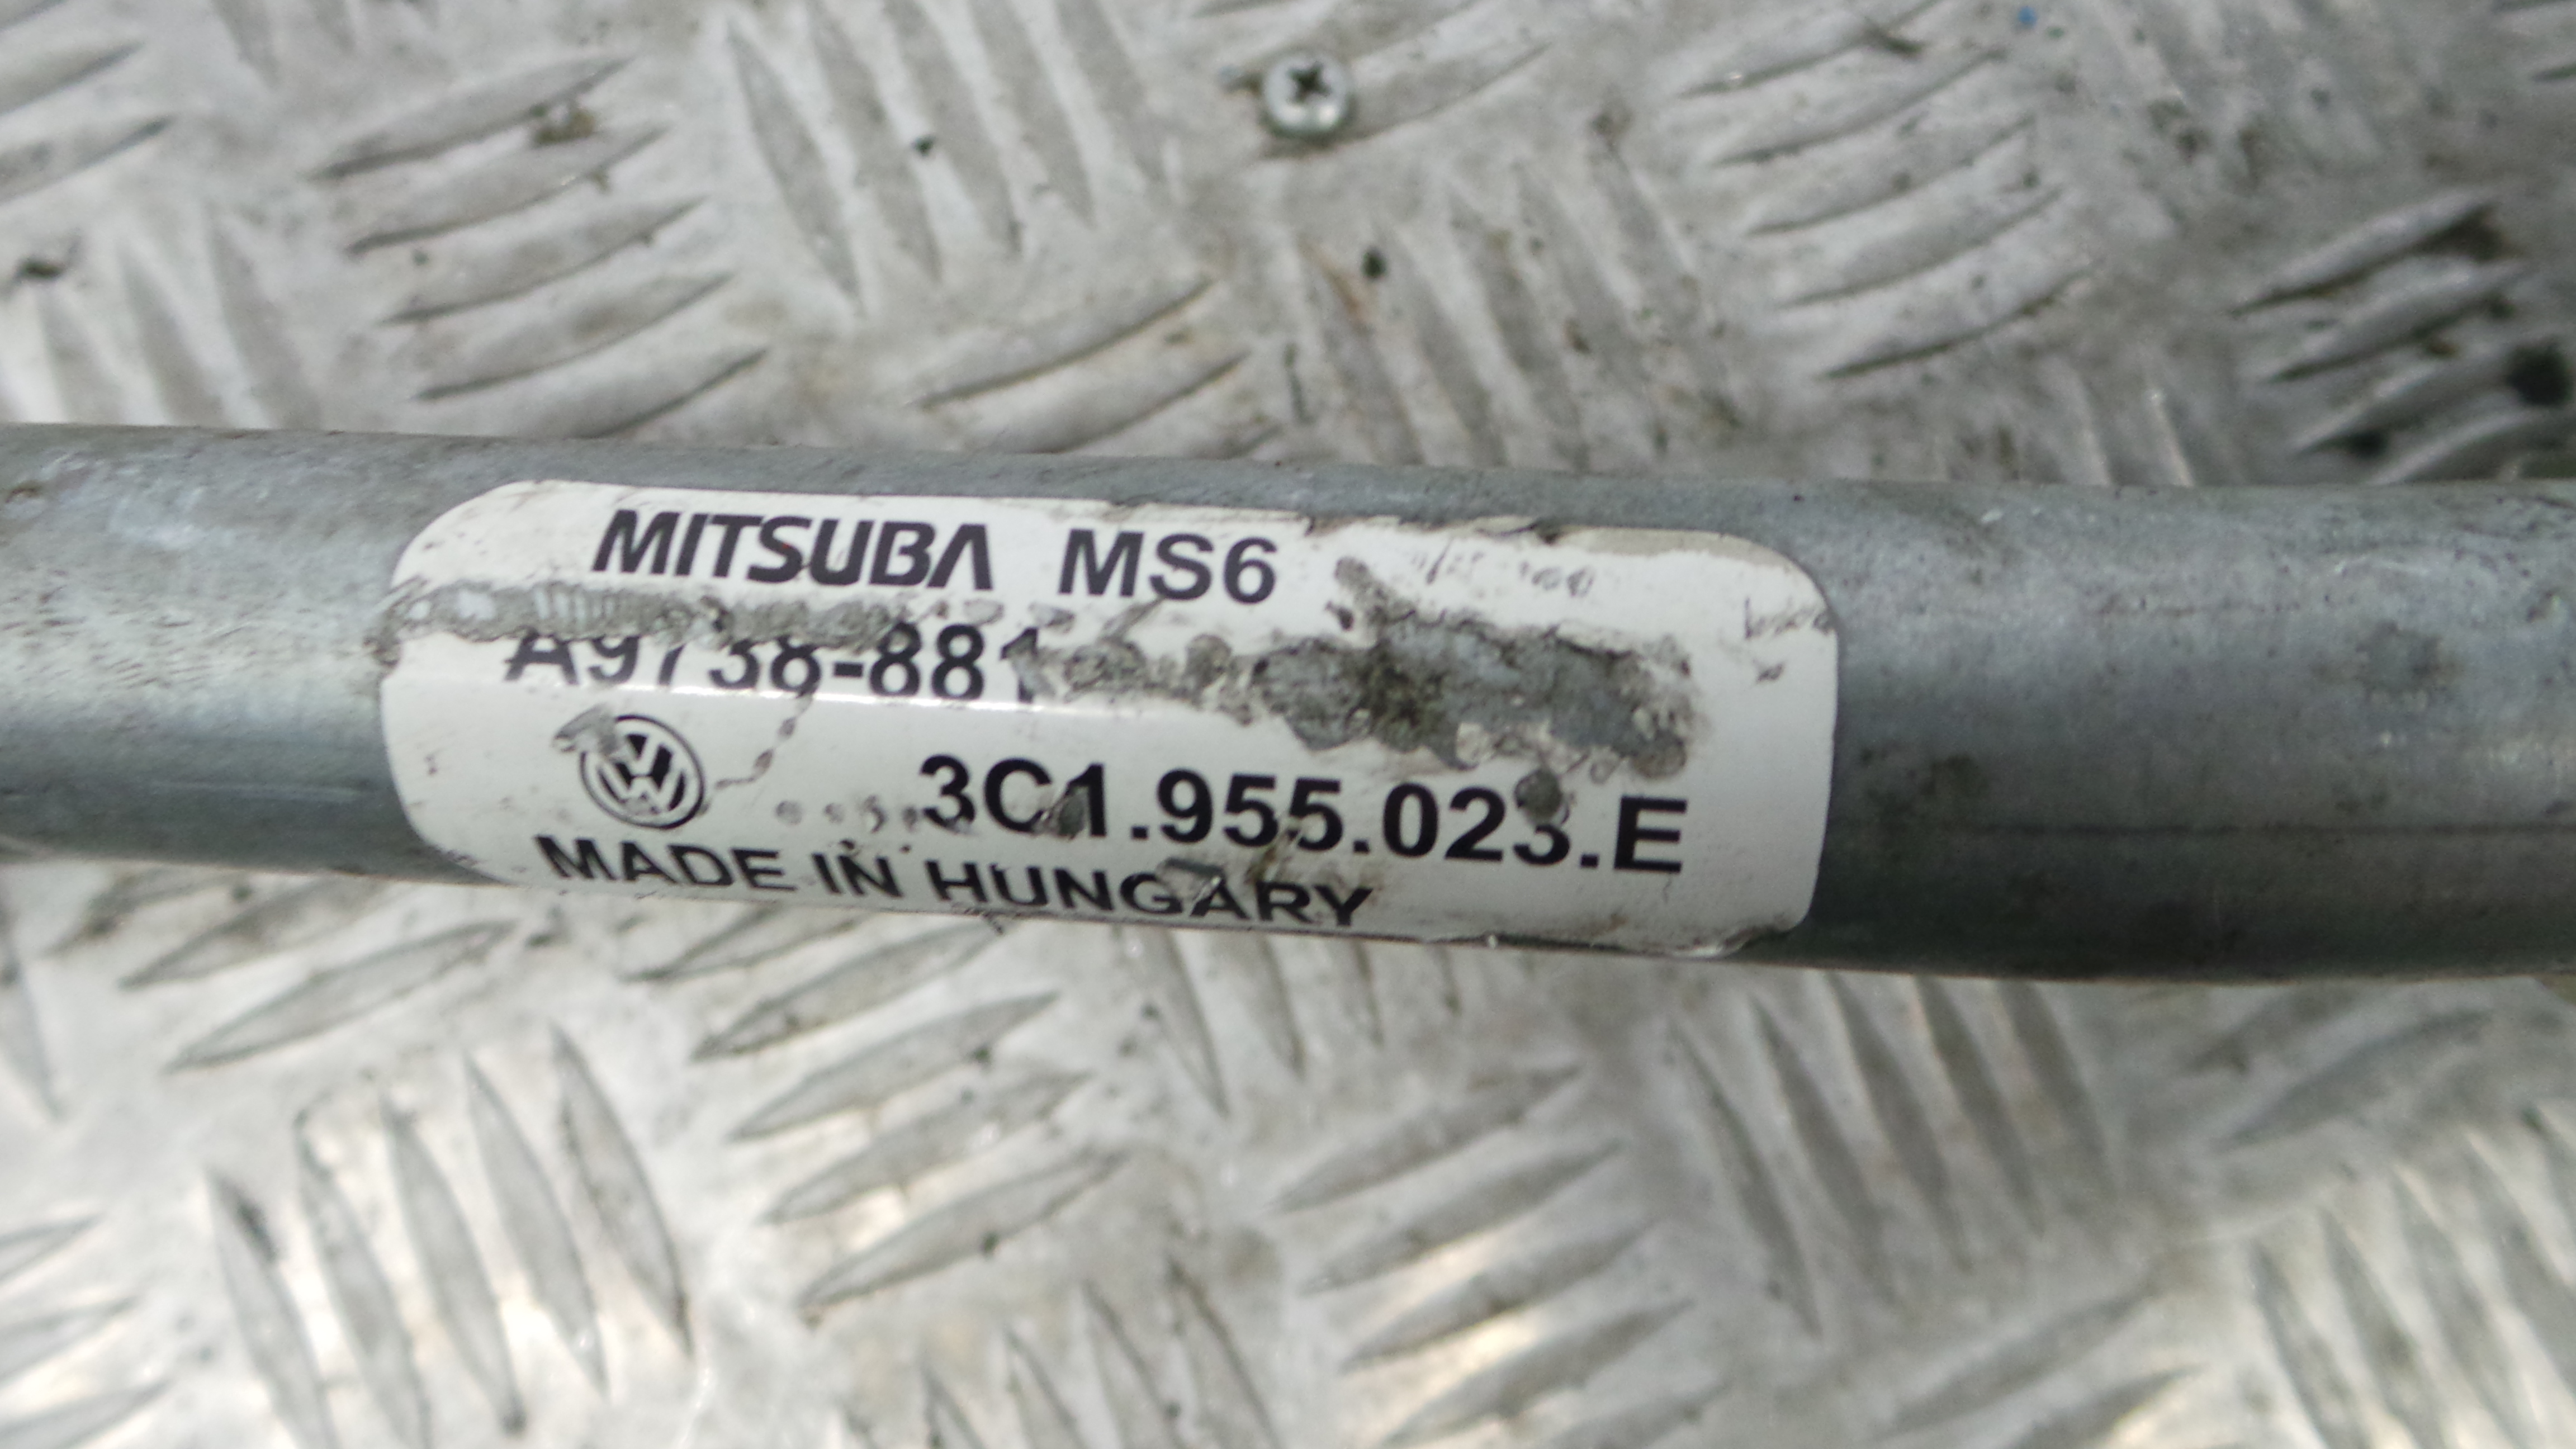 MITSUBA MS6
A9738-881
3C1.955.023.E
MADE IN HUNGARY